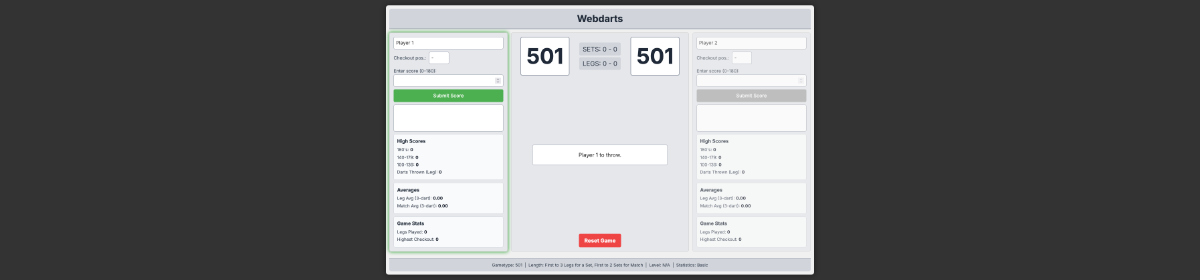 Webdarts
Player 1
Checkout pos.:
Enter score (0-180):
Submit Score
High Scores
180s: 0
140-179: 0
100-139: 0
Darts Thrown (Leg): 0
Averages
Leg Avg (3-dart): 0.00
Match Avg (3-dart): 0.00
Game Stats
Legs Played: 0
Highest Checkout: 0
501
SETS: 0 - 0
LEGS: 0 - 0
501
Player 1 to throw.
Reset Game
Player 2
Checkout pos.:
Enter score (0-180):
Submit Score
High Scores
180s: 0
140-179: 0
100-139: 0
Darts Thrown (Leg): 0
Averages
Leg Avg (3-dart): 0.00
Match Avg (3-dart): 0.00
Game Stats
Legs Played: 0
Highest Checkout: 0
Gametype: 501 | Length: First to 3 Legs for a Set, First to 2 Sets for Match | Level: N/A | Statistics: Basic